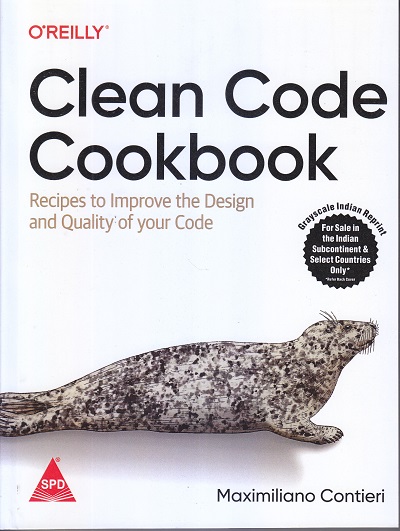 O'REILLY®
Clean Code
Cookbook
Recipes to Improve the Design
and Quality of your Code
Grayscale Indian Reprint
For Sale in
the Indian
Subcontinent &
Select Countries
Only*
*Refer Back Cover
SPD
®
Maximiliano Contieri